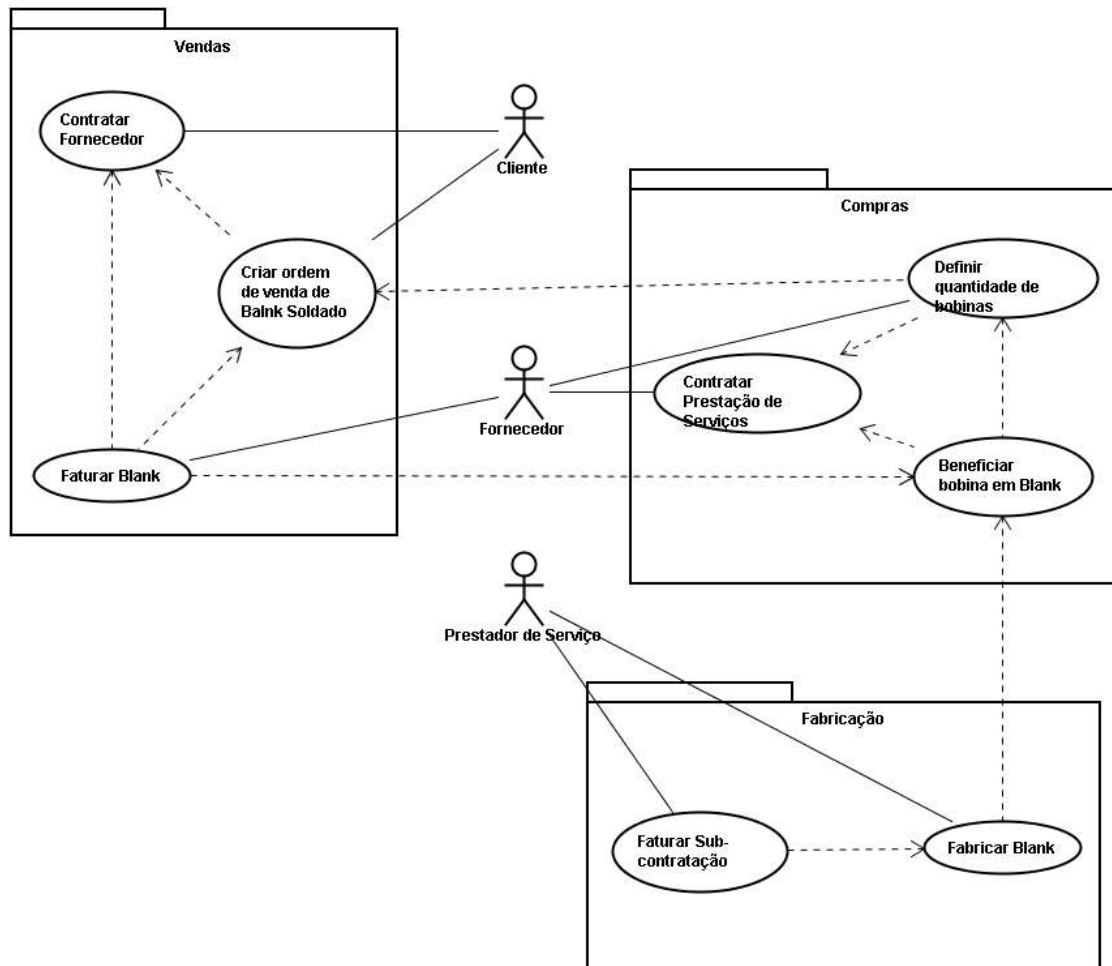 Vendas
Contratar
Fornecedor
Cliente
Criar ordem
de venda de
Balnk Soldado
Faturar Blank
Fornecedor
Compras
Definir
quantidade de
bobinas
Contratar
Prestação de
Serviços
Beneficiar
bobina em Blank
Prestador de Serviço
Fabricação
Faturar Sub-
contratação
Fabricar Blank